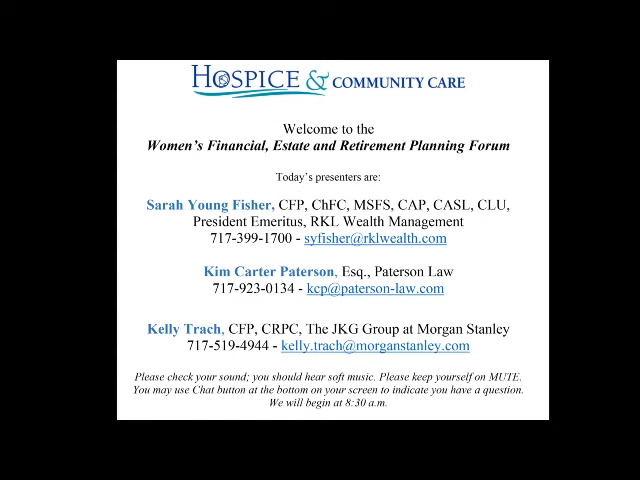 HOSPICE & COMMUNITY CARE
Welcome to the
Women's Financial, Estate and Retirement Planning Forum
Today's presenters are:
Sarah Young Fisher, CFP, ChFC, MSFS, CAP, CASL, CLU,
President Emeritus, RKL Wealth Management
717-399-1700 - syfisher@rklwealth.com
Kim Carter Paterson, Esq., Paterson Law
717-923-0134 - kcp@paterson-law.com
Kelly Trach, CFP, CRPC, The JKG Group at Morgan Stanley
717-519-4944 - kelly.trach@morganstanley.com
Please check your sound; you should hear soft music. Please keep yourself on MUTE.
You may use Chat button at the bottom on your screen to indicate you have a question.
We will begin at 8:30 a.m.